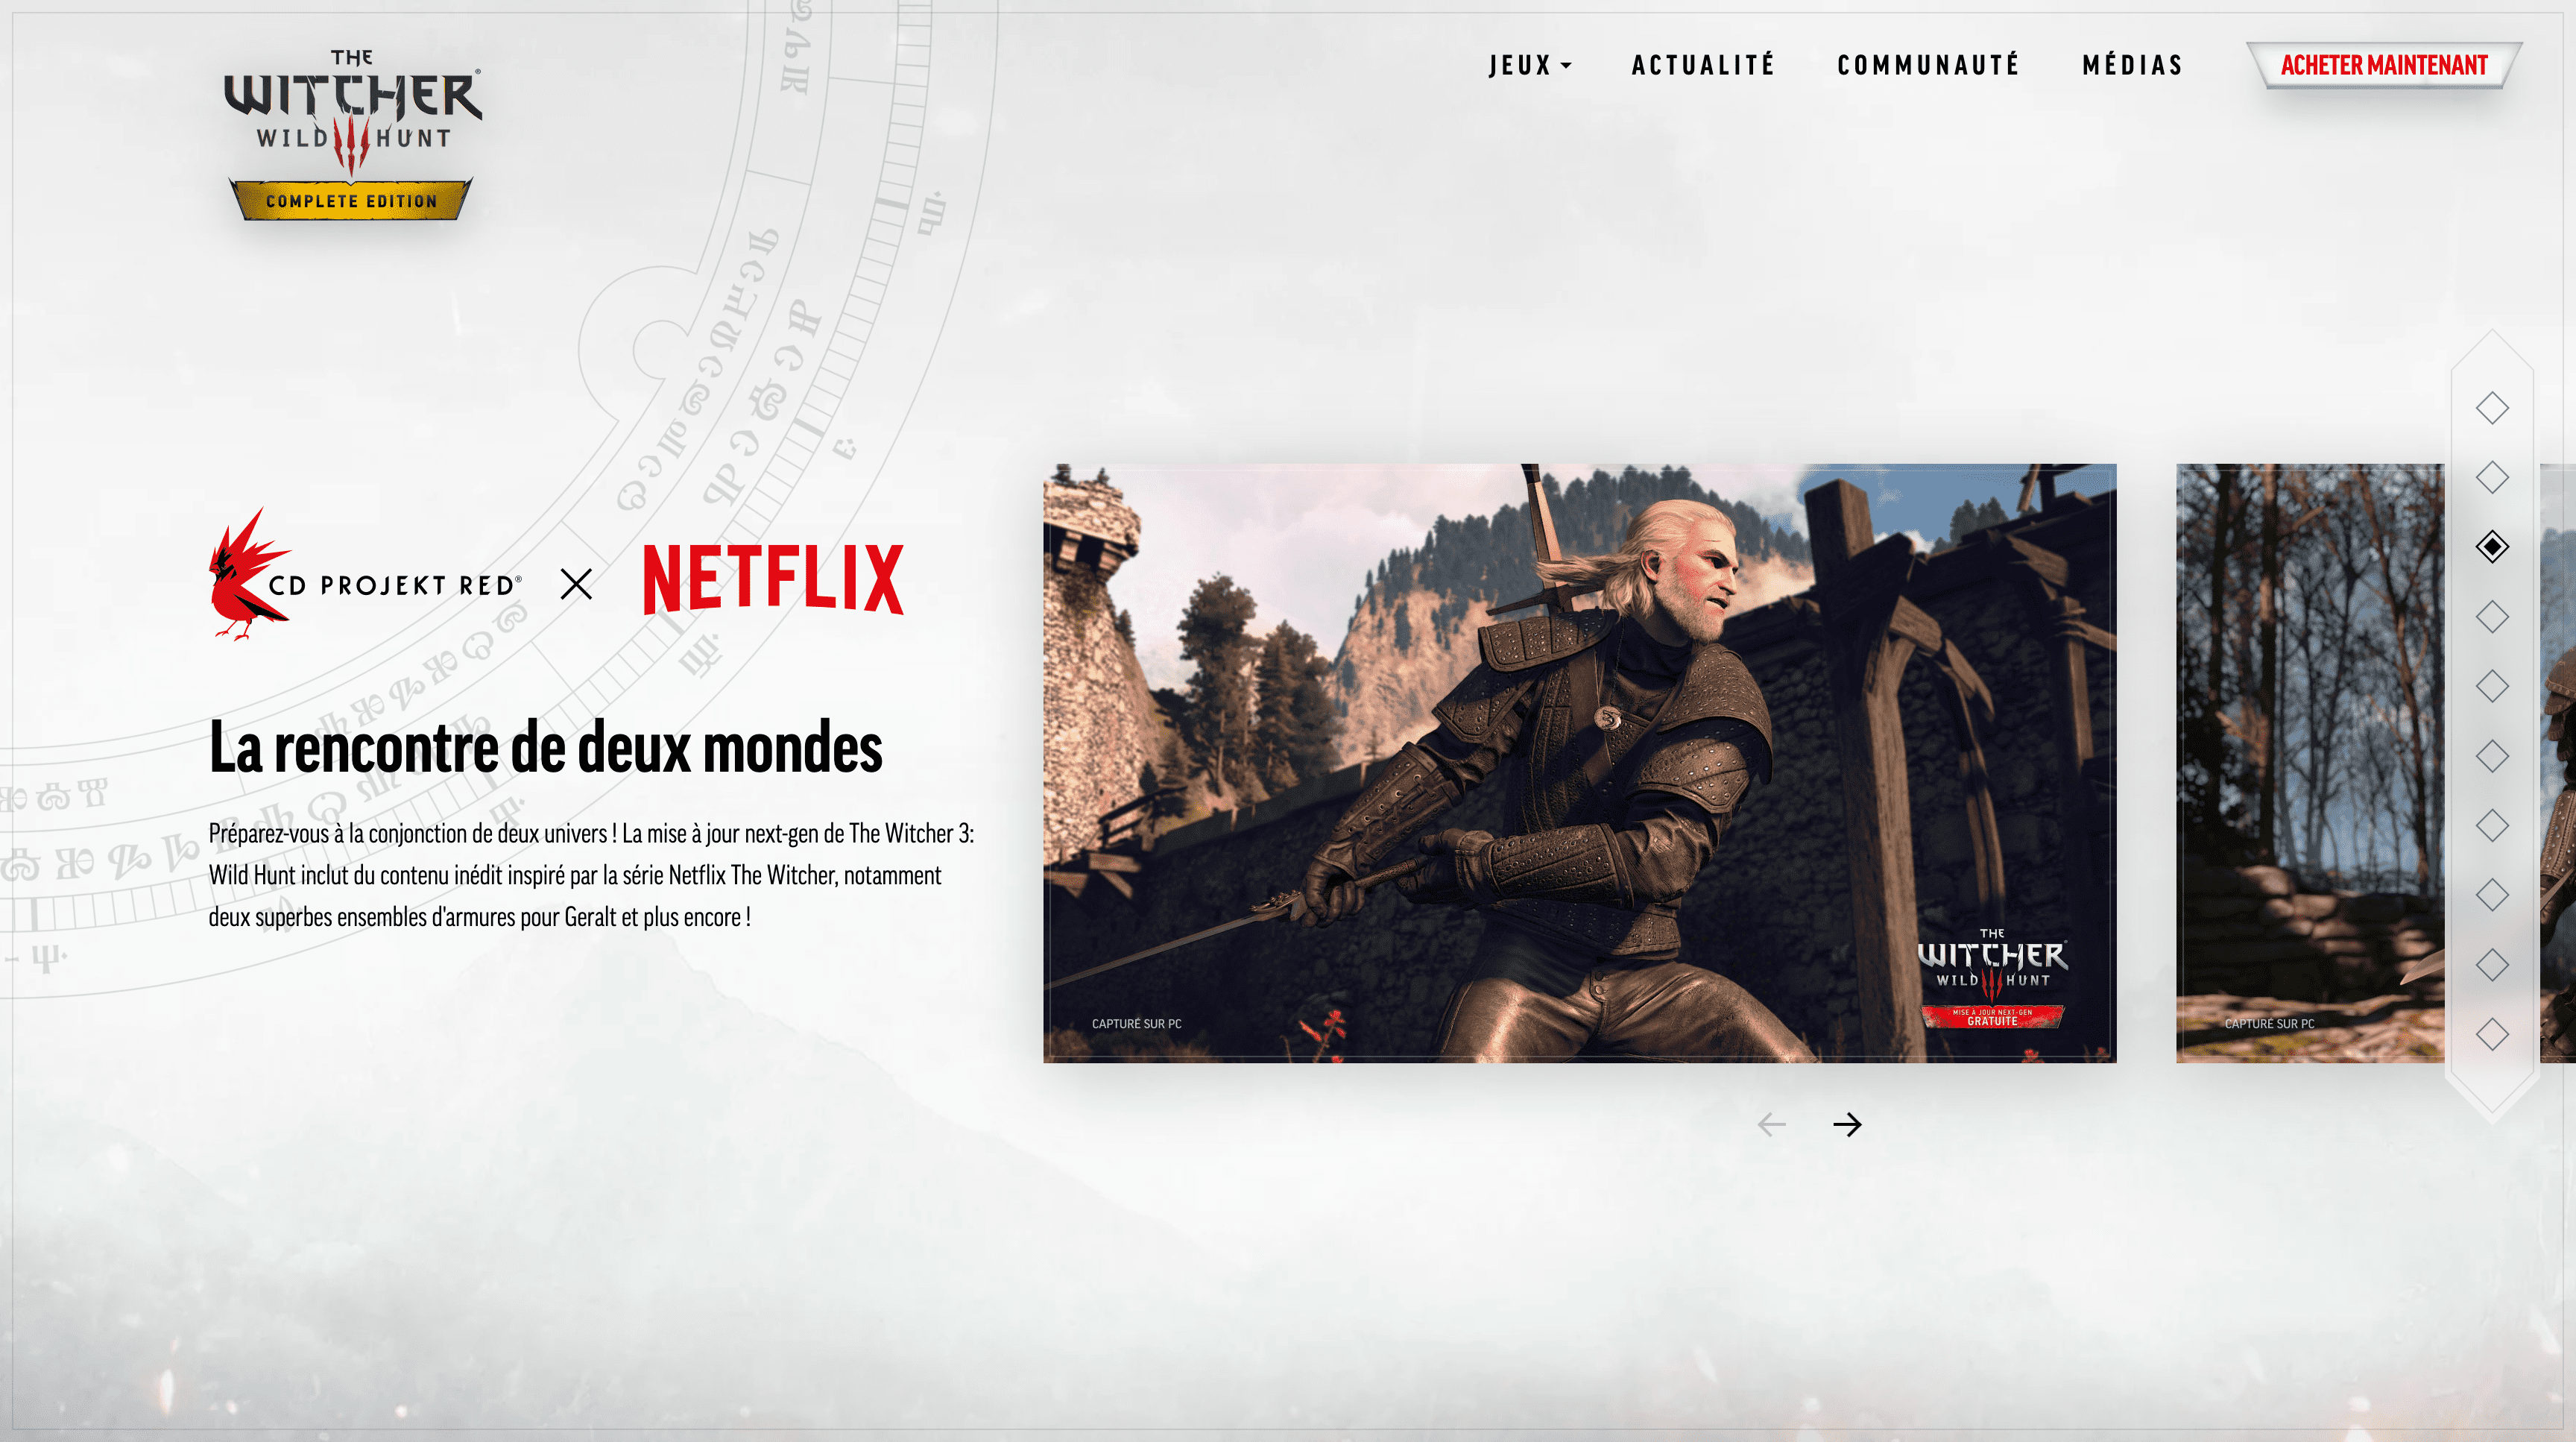 THE
WITCHER®
WILD III HUNT
COMPLETE EDITION
JEUX
ACTUALITÉ
COMMUNAUTÉ
MÉDIAS
ACHETER MAINTENANT
CD PROJEKT RED®
NETFLIX
La rencontre de deux mondes
Préparez-vous à la conjonction de deux univers ! La mise à jour next-gen de The Witcher 3:
Wild Hunt inclut du contenu inédit inspiré par la série Netflix The Witcher, notamment
deux superbes ensembles d'armures pour Geralt et plus encore !
CAPTURÉ SUR PC
THE
WITCHER
WILD III HUNT
MISE À JOUR NEXT-GEN
GRATUITE
CAPTURÉ SUR PC